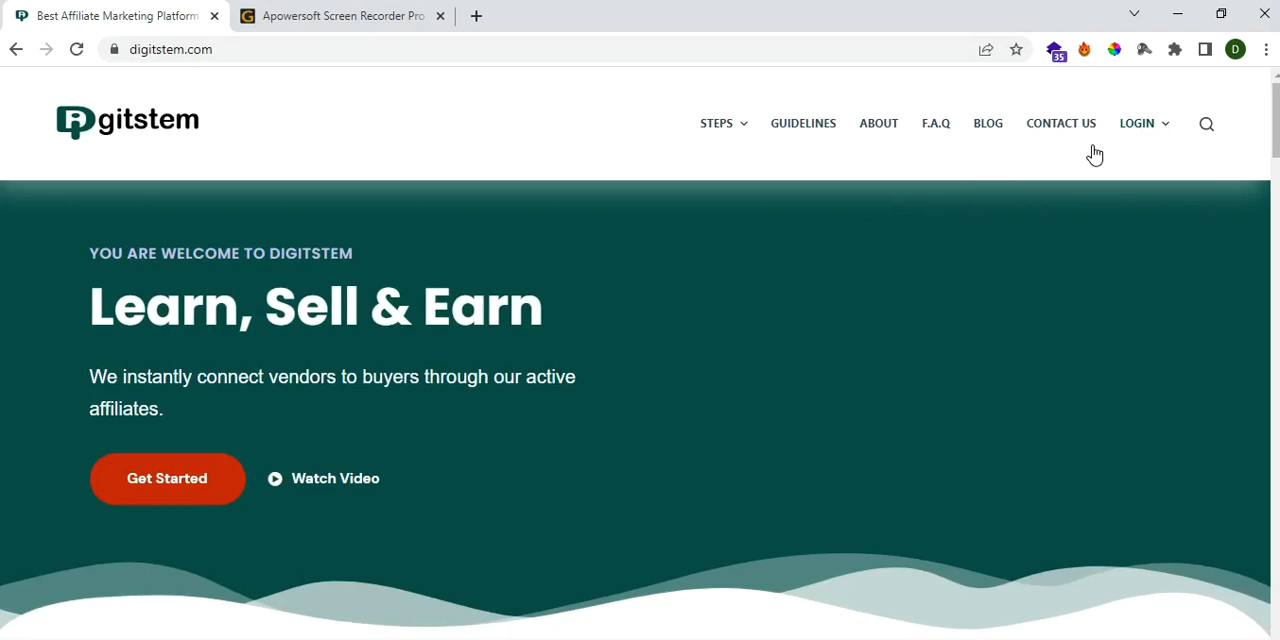 Best Affiliate Marketing Platform
Apowersoft Screen Recorder Pro
digitstem.com
35
D
Digitstem
STEPS
GUIDELINES
ABOUT
F.A.Q
BLOG
CONTACT US
LOGIN
YOU ARE WELCOME TO DIGITSTEM
Learn, Sell & Earn
We instantly connect vendors to buyers through our active
affiliates.
Get Started
Watch Video